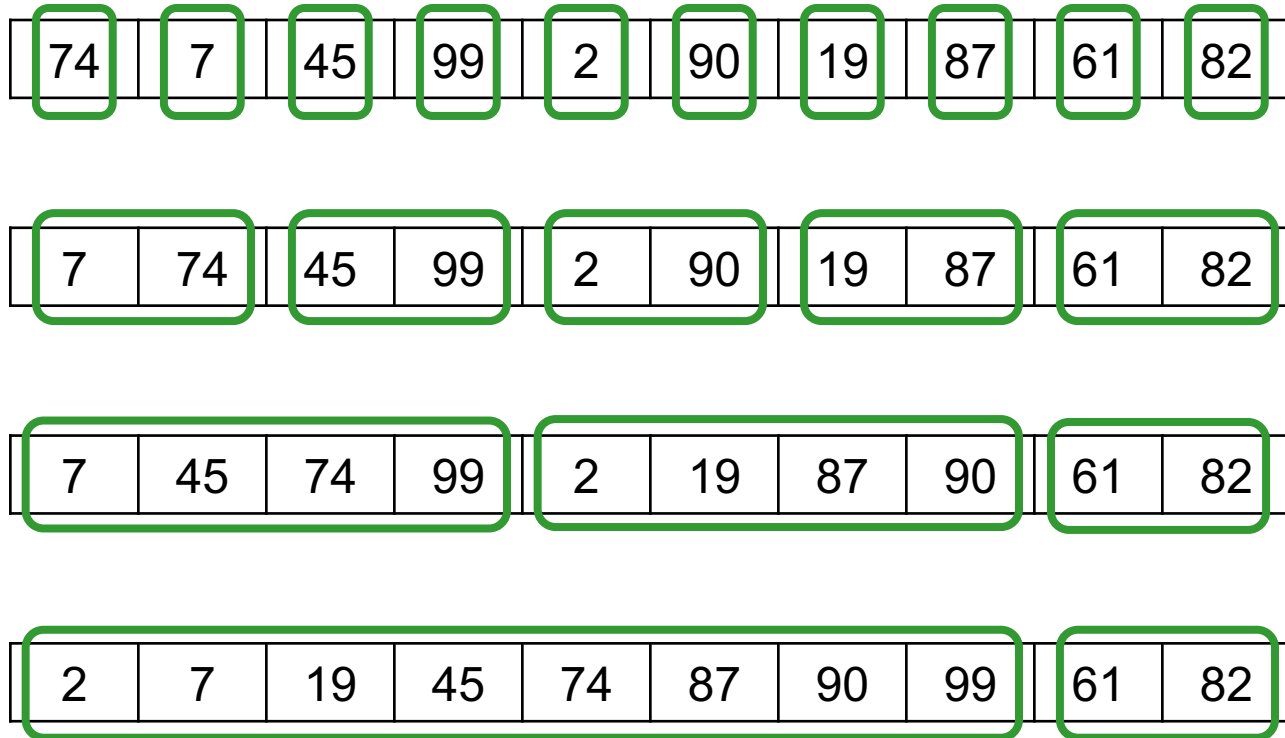 74 7 45 99 2 90 19 87 61 82
7 74 45 99 2 90 19 87 61 82
7 45 74 99 2 19 87 90 61 82
2 7 19 45 74 87 90 99 61 82